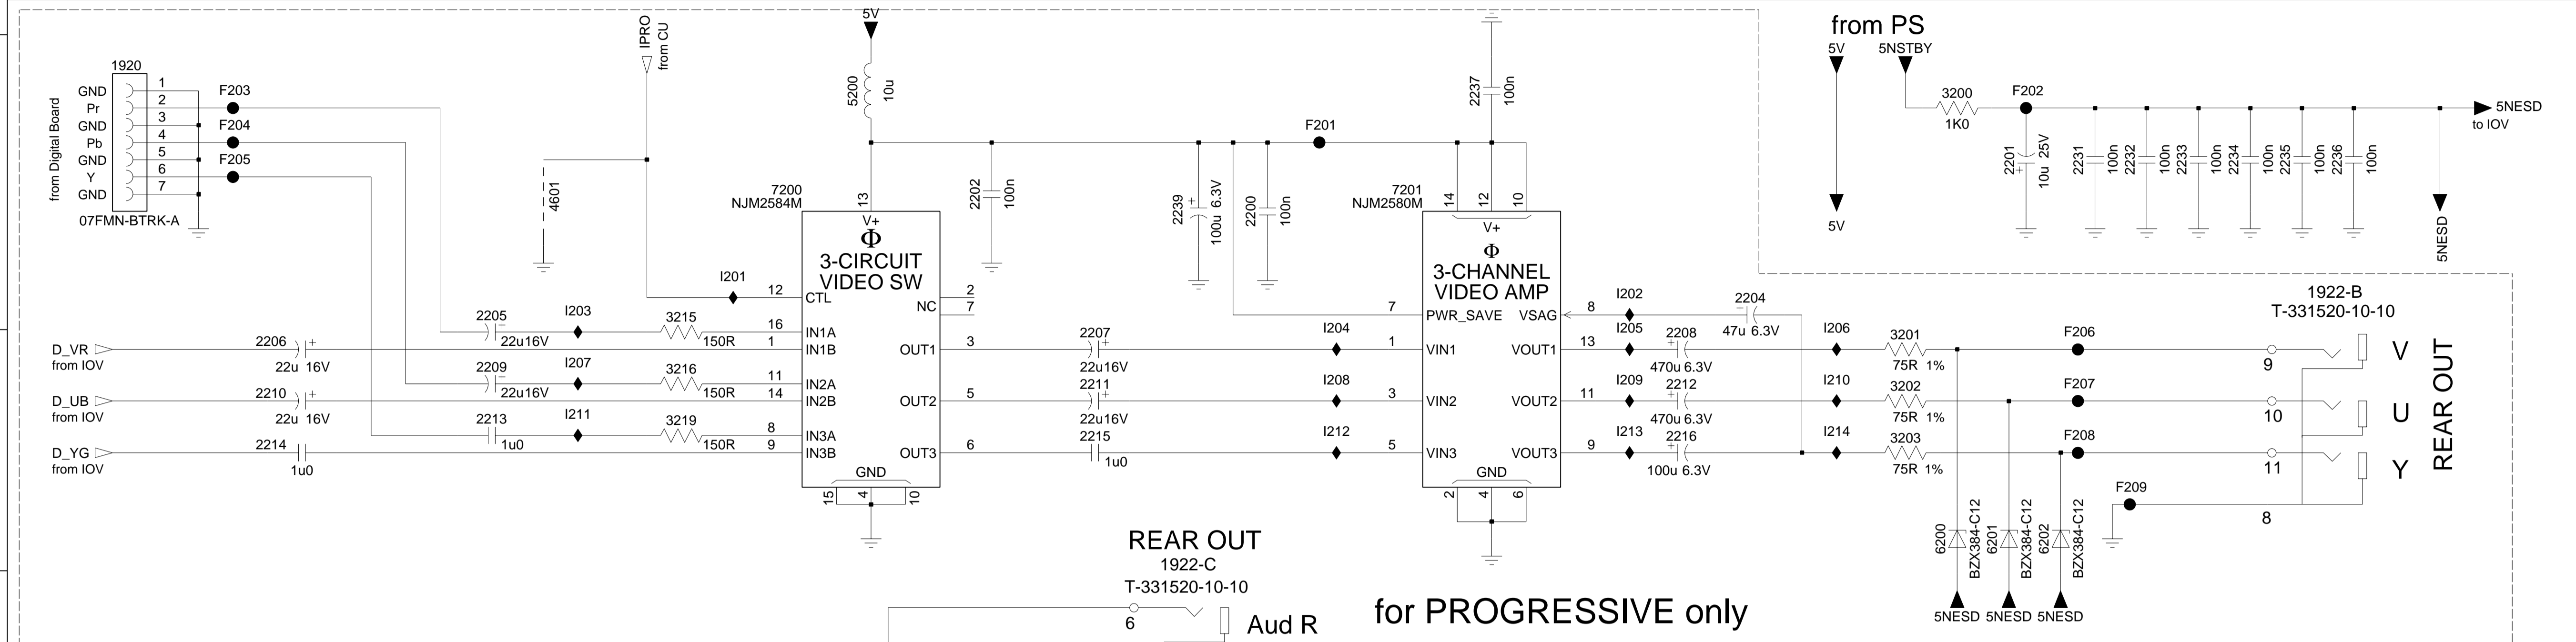 from PS
5V
5NSTBY
3200
1K0
F202
2201
10u 25V
2231
100n
2232
100n
2233
100n
2234
100n
2235
100n
2236
100n
5NESD
to IOV
5NESD
5V
5V
IPRO
from CU
5200
10u
2237
100n
F201
1920
from Digital Board
GND
Pr
GND
Pb
GND
Y
GND
1
2
3
4
5
6
7
F203
F204
F205
07FMN-BTRK-A
4601
2202
100n
2239
100u 6.3V
2200
100n
7200
NJM2584M
13
V+
Φ
3-CIRCUIT
VIDEO SW
I201
12
CTL
NC
2
7
D_VR
from IOV
D_UB
from IOV
D_YG
from IOV
2206
22u 16V
2210
22u 16V
2214
1u0
2205
22u16V
2209
22u16V
2213
1u0
I203
I207
I211
3215
150R
3216
150R
3219
150R
16
IN1A
1
IN1B
11
IN2A
14
IN2B
8
IN3A
9
IN3B
OUT1
3
OUT2
5
OUT3
6
GND
15
4
10
2207
22u16V
2211
22u16V
2215
1u0
I204
I208
I212
7201
NJM2580M
14
12
10
V+
Φ
3-CHANNEL
VIDEO AMP
7
PWR_SAVE
VSAG
8
1
VIN1
VOUT1
13
3
VIN2
VOUT2
11
5
VIN3
VOUT3
9
GND
2
4
6
I202
I205
I209
I213
2204
47u 6.3V
2208
470u 6.3V
2212
470u 6.3V
2216
100u 6.3V
I206
I210
I214
3201
75R 1%
3202
75R 1%
3203
75R 1%
F206
F207
F208
F209
1922-B
T-331520-10-10
9
10
11
8
V
U
Y
REAR OUT
6200
BZX384-C12
6201
BZX384-C12
6202
BZX384-C12
5NESD
5NESD
5NESD
REAR OUT
1922-C
T-331520-10-10
6
Aud R
for PROGRESSIVE only